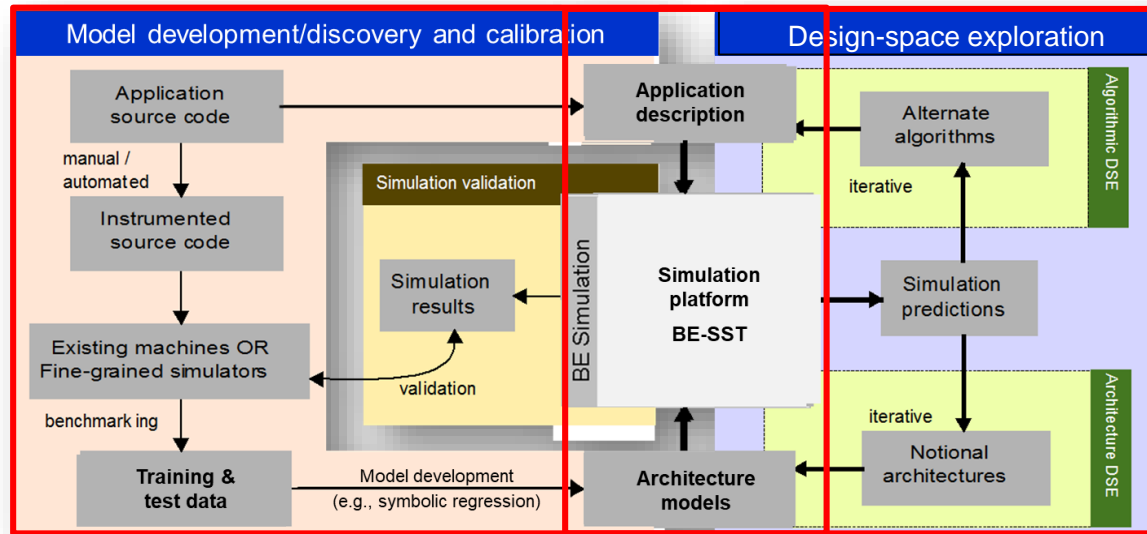 Model development/discovery and calibration
Design-space exploration
Application
source code
manual /
automated
Instrumented
source code
Existing machines OR
Fine-grained simulators
benchmarking
Training &
test data
Model development
(e.g., symbolic regression)
Simulation validation
Simulation
results
validation
Application
description
BE Simulation
Simulation
platform
BE-SST
Architecture
models
Alternate
algorithms
iterative
Algorithmic DSE
Simulation
predictions
iterative
Notional
architectures
Architecture DSE